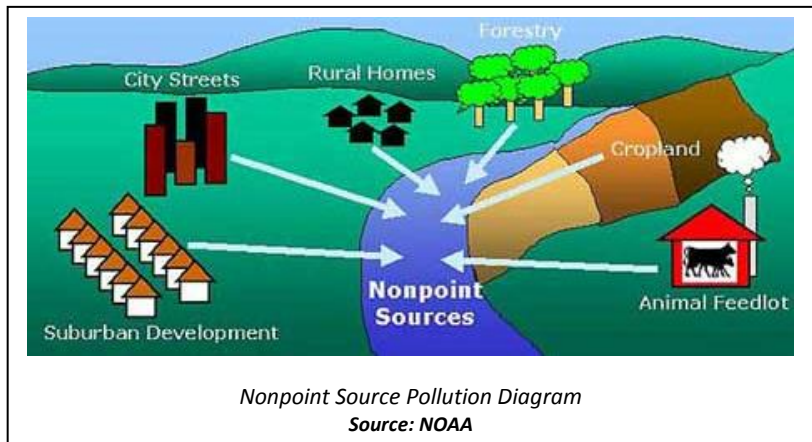 Forestry
City Streets
Rural Homes
Cropland
Nonpoint
Sources
Animal Feedlot
Suburban Development
Nonpoint Source Pollution Diagram
Source: NOAA